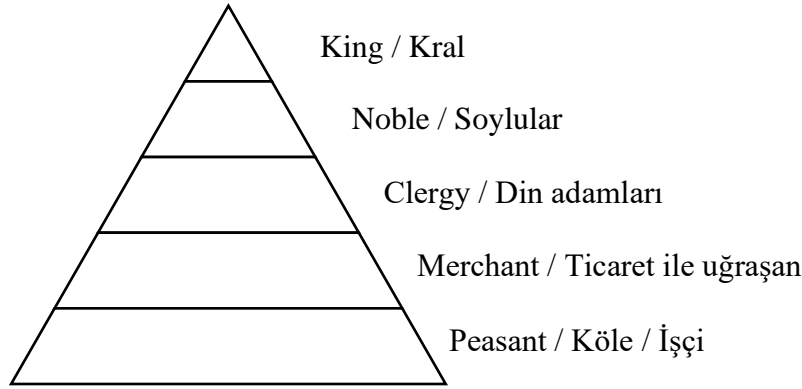 King / Kral
Noble / Soylular
Clergy / Din adamları
Merchant / Ticaret ile uğraşan
Peasant / Köle / İşçi